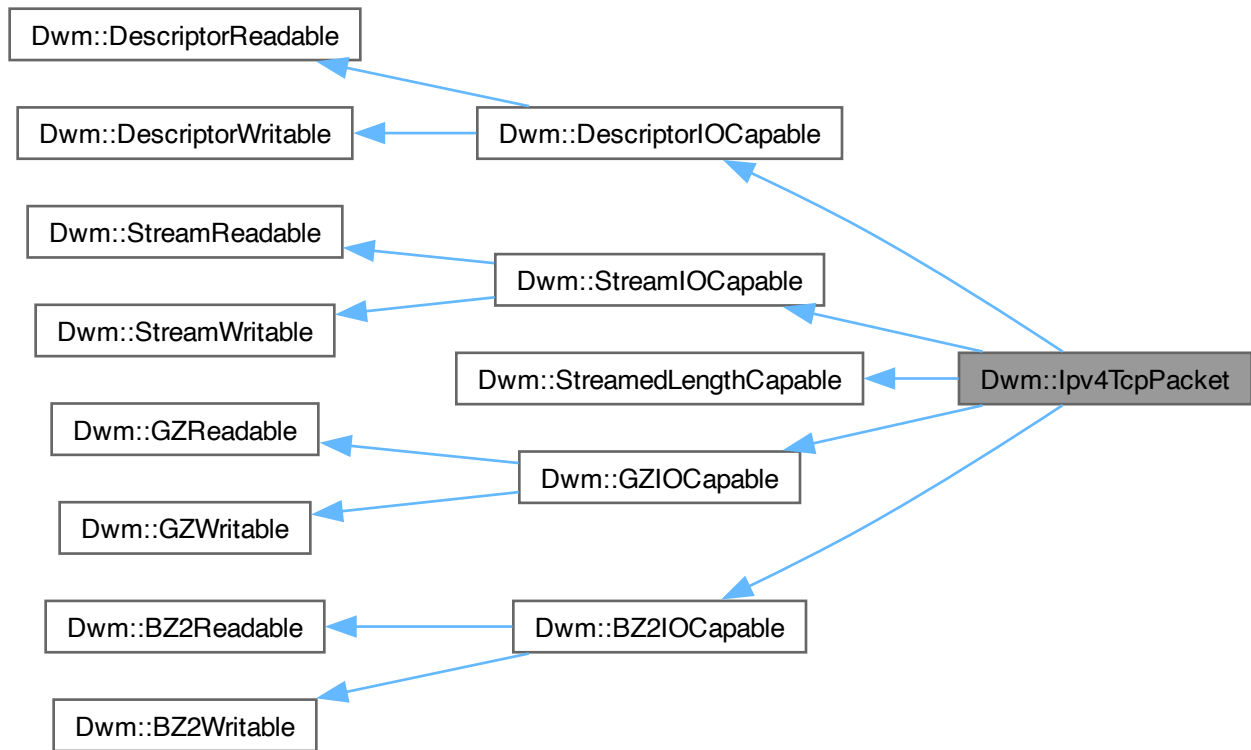 Dwm::DescriptorReadable
Dwm::DescriptorWritable
Dwm::DescriptorIOCapable
Dwm::StreamReadable
Dwm::StreamIOCapable
Dwm::StreamWritable
Dwm::StreamedLengthCapable
Dwm::Ipv4TcpPacket
Dwm::GZReadable
Dwm::GZIOCapable
Dwm::GZWritable
Dwm::BZ2Readable
Dwm::BZ2IOCapable
Dwm::BZ2Writable